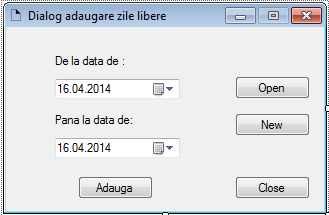 Dialog adaugare zile libere
De la data de :
16.04.2014
Open
Pana la data de:
New
16.04.2014
Adauga
Close